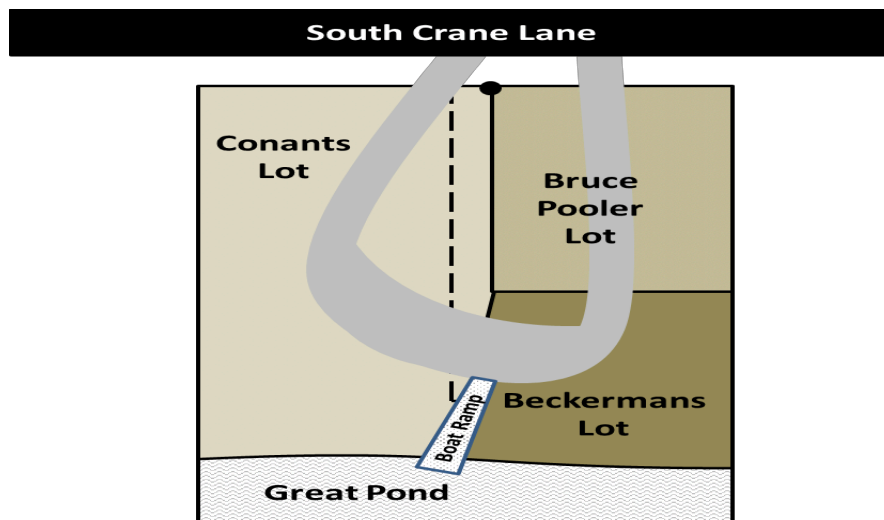 South Crane Lane
Conants
Lot
Bruce
Pooler
Lot
Beckermans
Lot
Boat Ramp
Great Pond